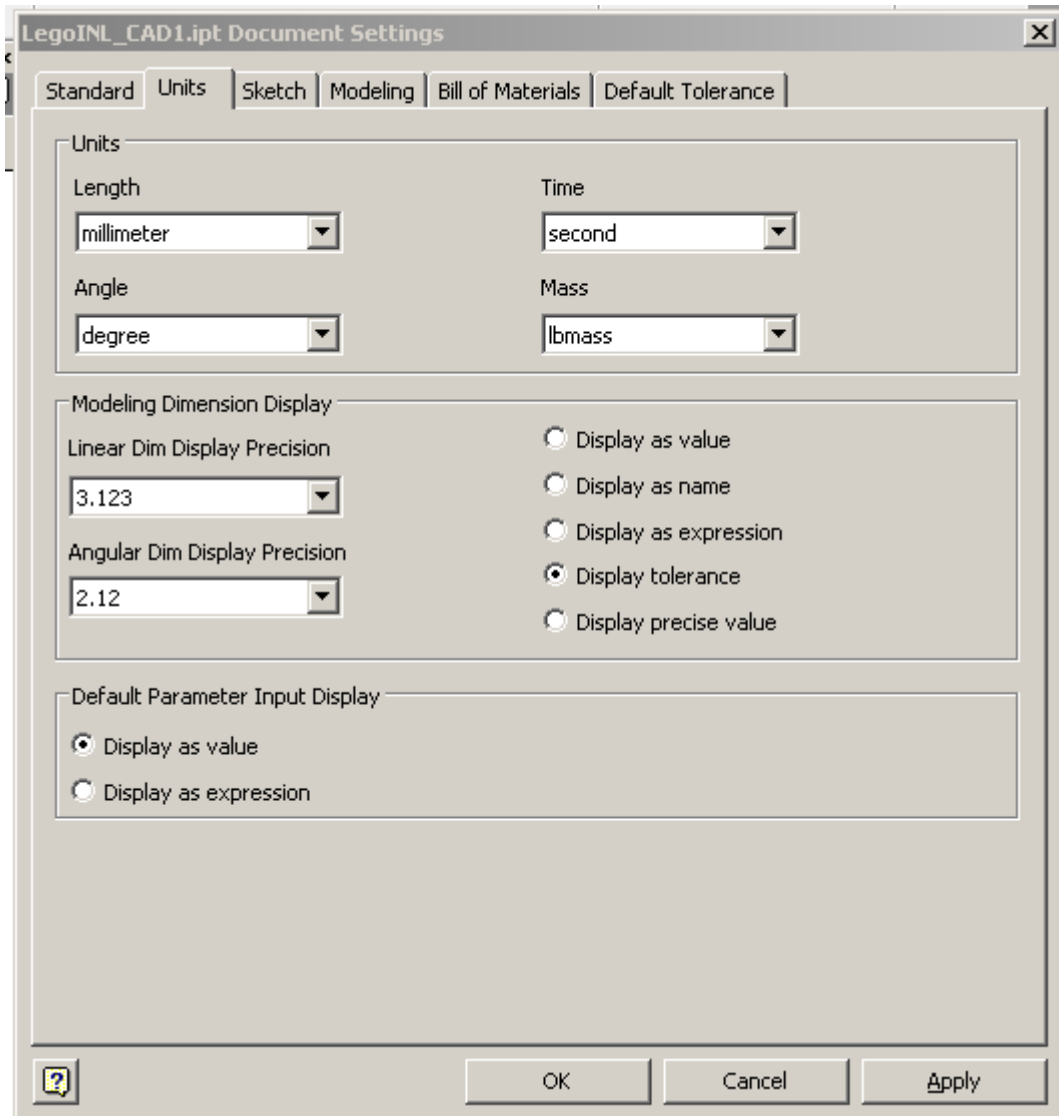 LegoINL_CAD1.ipt Document Settings
Standard Units Sketch Modeling Bill of Materials Default Tolerance
Units
Length Time
millimeter second
Angle Mass
degree lbmass
Modeling Dimension Display
Linear Dim Display Precision
3.123
Angular Dim Display Precision
2.12
Display as value
Display as name
Display as expression
Display tolerance
Display precise value
Default Parameter Input Display
Display as value
Display as expression
OK Cancel Apply